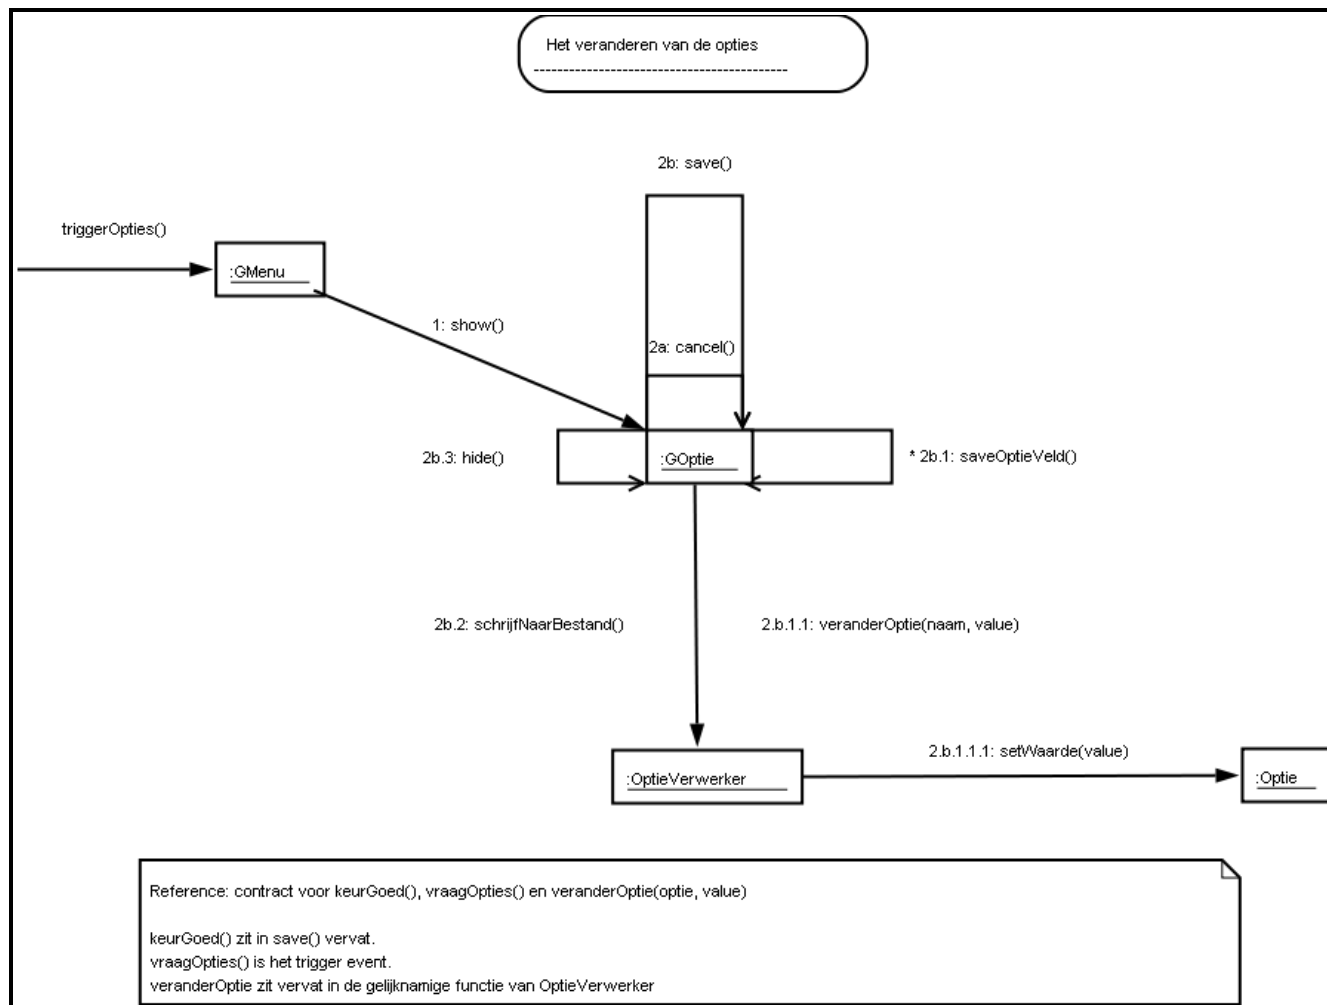 Het veranderen van de opties
-------------------------------------------
2b: save()
triggerOpties()
:GMenu
1: show()
2a: cancel()
2b.3: hide()
:GOptie
* 2b.1: saveOptieVeld()
2b.2: schrijfNaarBestand()
2.b.1.1: veranderOptie(naam, value)
2.b.1.1.1: setWaarde(value)
:OptieVerwerker
:Optie
Reference: contract voor keurGoed(), vraagOpties() en veranderOptie(optie, value)
keurGoed() zit in save() vervat.
vraagOpties() is het trigger event.
veranderOptie zit vervat in de gelijknamige functie van OptieVerwerker